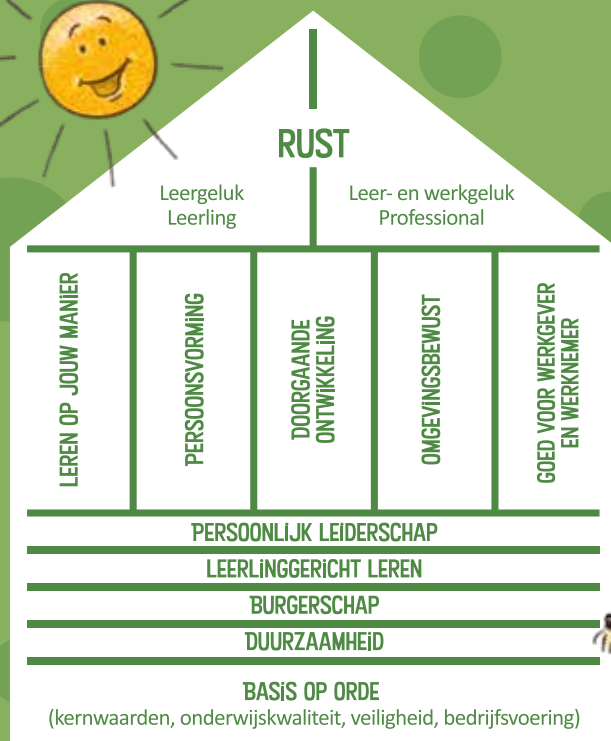 RUST
Leergeluk
Leerling
Leer- en werkgeluk
Professional
LEREN OP JOUW MANIER
PERSOONSVORMING
DOORGAANDE
ONTWIKKELING
OMGEVINGSBEWUST
GOED VOOR WERKGEVER
EN WERKNEMER
PERSOONLIJK LEIDERSCHAP
LEERLINGGERICHT LEREN
BURGERSCHAP
DUURZAAMHEID
BASIS OP ORDE
(kernwaarden, onderwijskwaliteit, veiligheid, bedrijfsvoering)